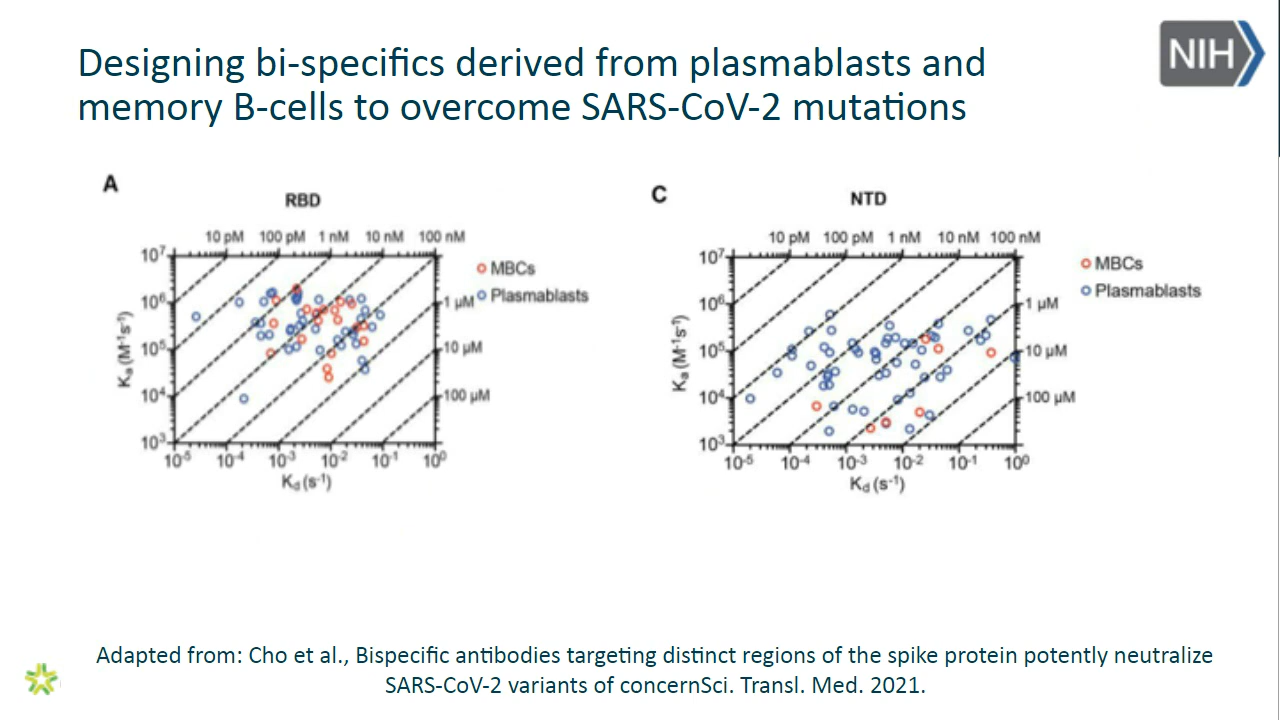 Designing bi-specifics derived from plasmablasts and
memory B-cells to overcome SARS-CoV-2 mutations
NIH
A
RBD
10 pM 100 pM 1 nM 10 nM 100 nM
10⁷
10⁶
10⁵
10⁴
10³
Kₐ (M⁻¹s⁻¹)
1 µM
10 µM
100 µM
10⁻⁵ 10⁻⁴ 10⁻³ 10⁻² 10⁻¹ 10⁰
K_d (s⁻¹)
MBCs
Plasmablasts
C
NTD
10 pM 100 pM 1 nM 10 nM 100 nM
10⁷
10⁶
10⁵
10⁴
10³
Kₐ (M⁻¹s⁻¹)
1 µM
10 µM
100 µM
10⁻⁵ 10⁻⁴ 10⁻³ 10⁻² 10⁻¹ 10⁰
K_d (s⁻¹)
MBCs
Plasmablasts
Adapted from: Cho et al., Bispecific antibodies targeting distinct regions of the spike protein potently neutralize
SARS-CoV-2 variants of concernSci. Transl. Med. 2021.